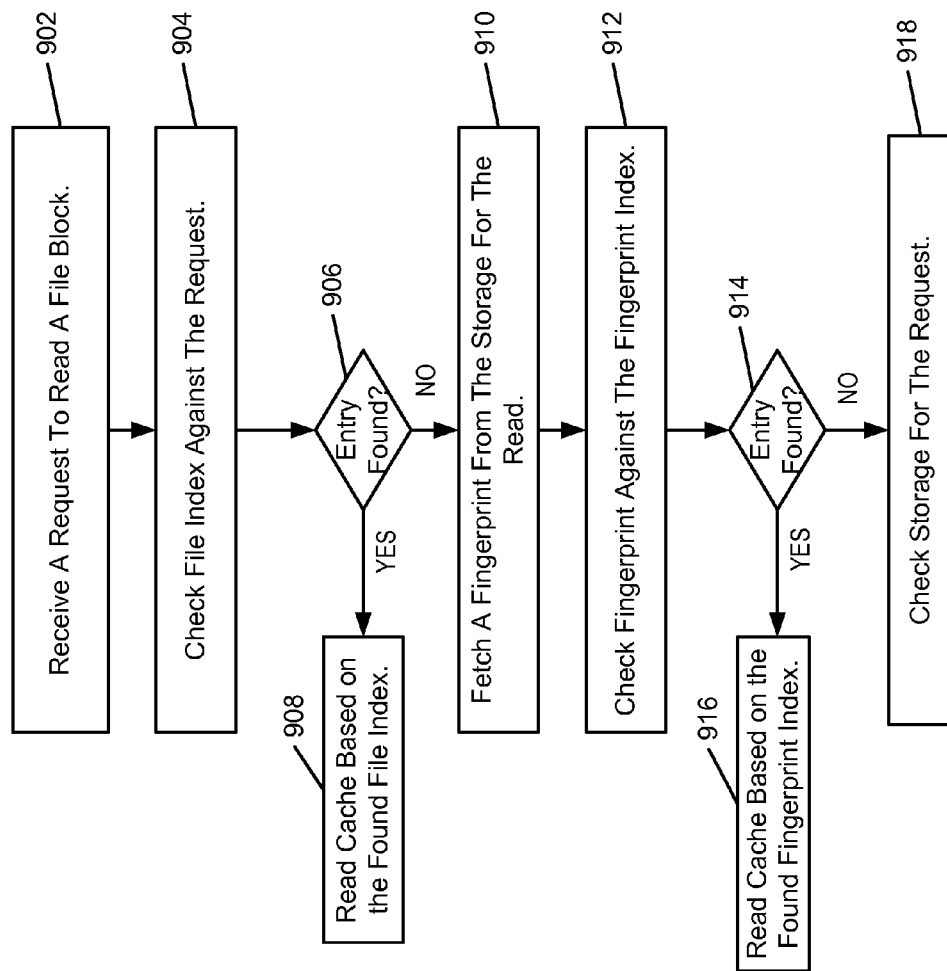 902
Receive A Request To Read A File Block.
904
Check File Index Against The Request.
906
Entry
Found?
YES
NO
908
Read Cache Based on
the Found File Index.
910
Fetch A Fingerprint From The Storage For The
Read.
912
Check Fingerprint Against The Fingerprint Index.
914
Entry
Found?
YES
NO
916
Read Cache Based on the
Found Fingerprint Index.
918
Check Storage For The Request.